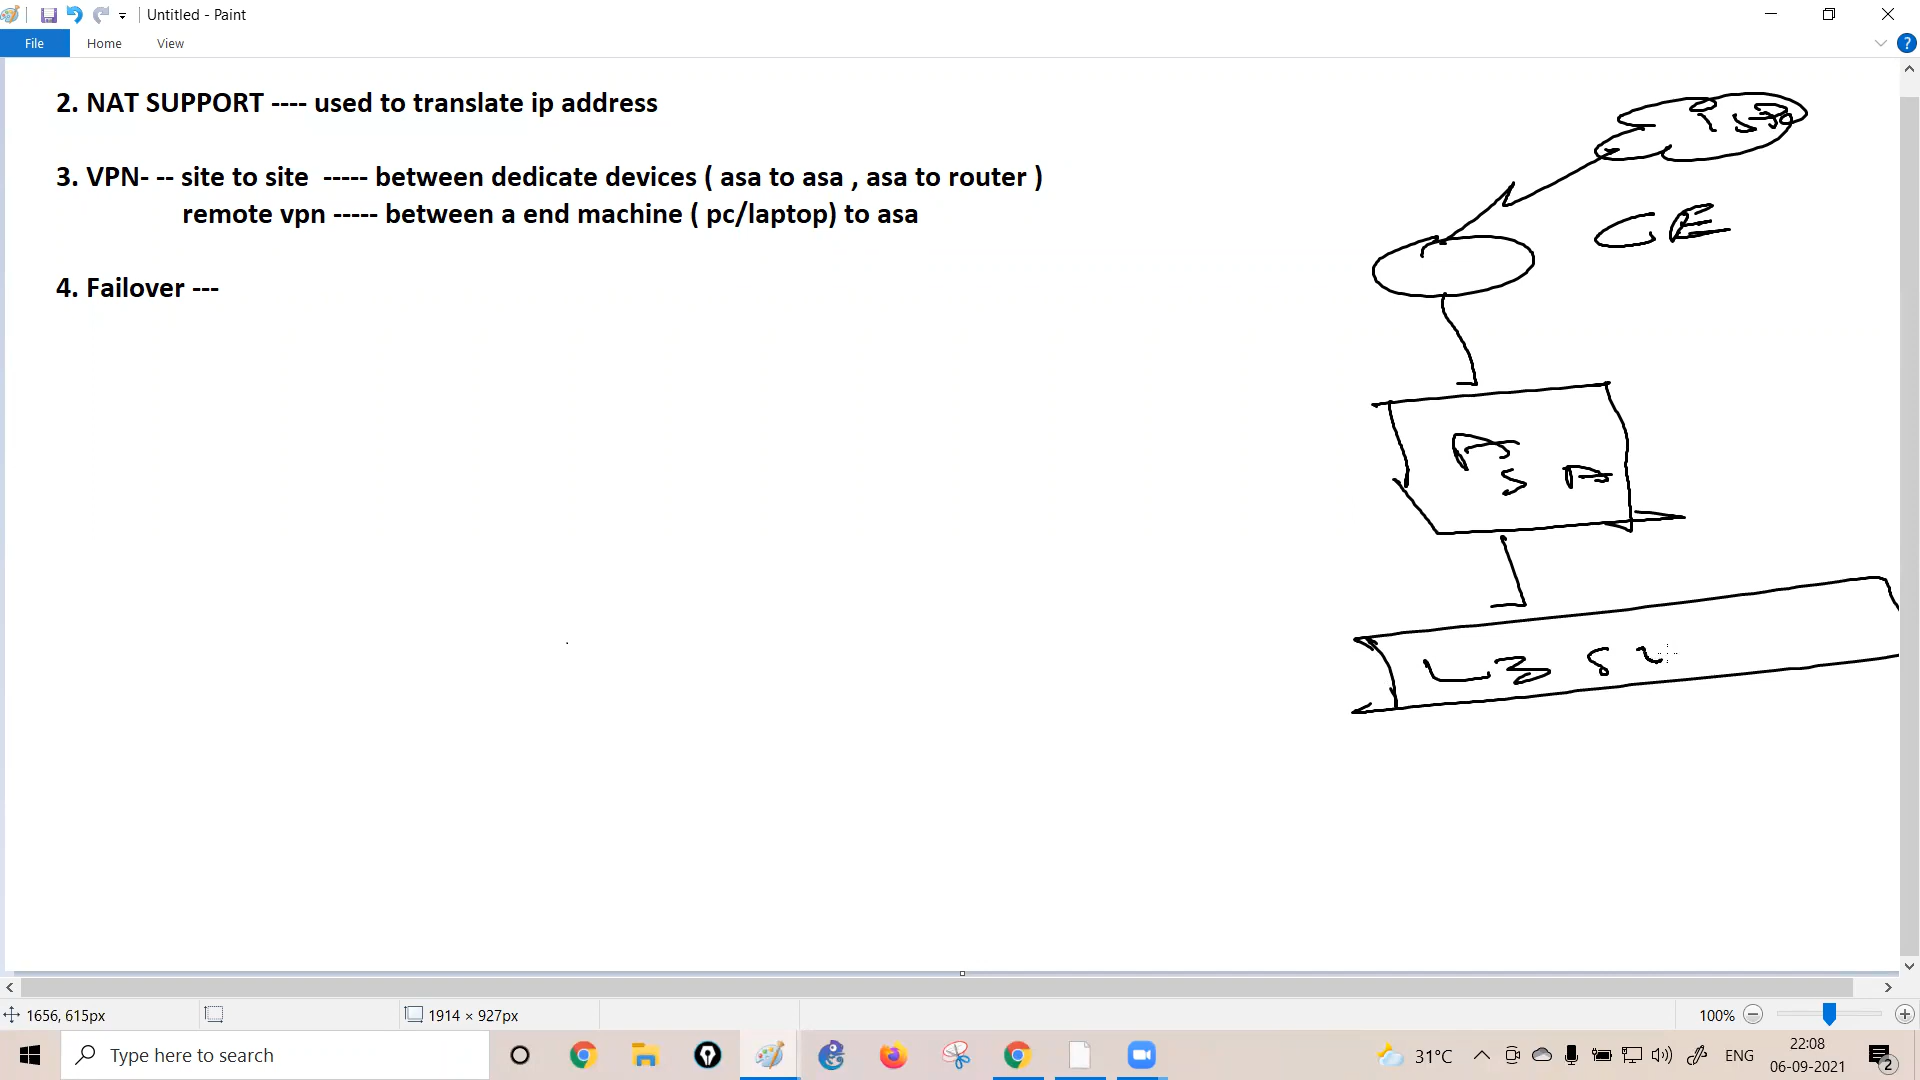 Untitled - Paint
File Home View ?
2. NAT SUPPORT ---- used to translate ip address
3. VPN- -- site to site ----- between dedicate devices ( asa to asa , asa to router )
remote vpn ----- between a end machine ( pc/laptop) to asa
4. Failover ---
CE
ASA
L3 S
1656, 615px 1914 × 927px 100%
Type here to search
31°C ENG 22:08
06-09-2021 2